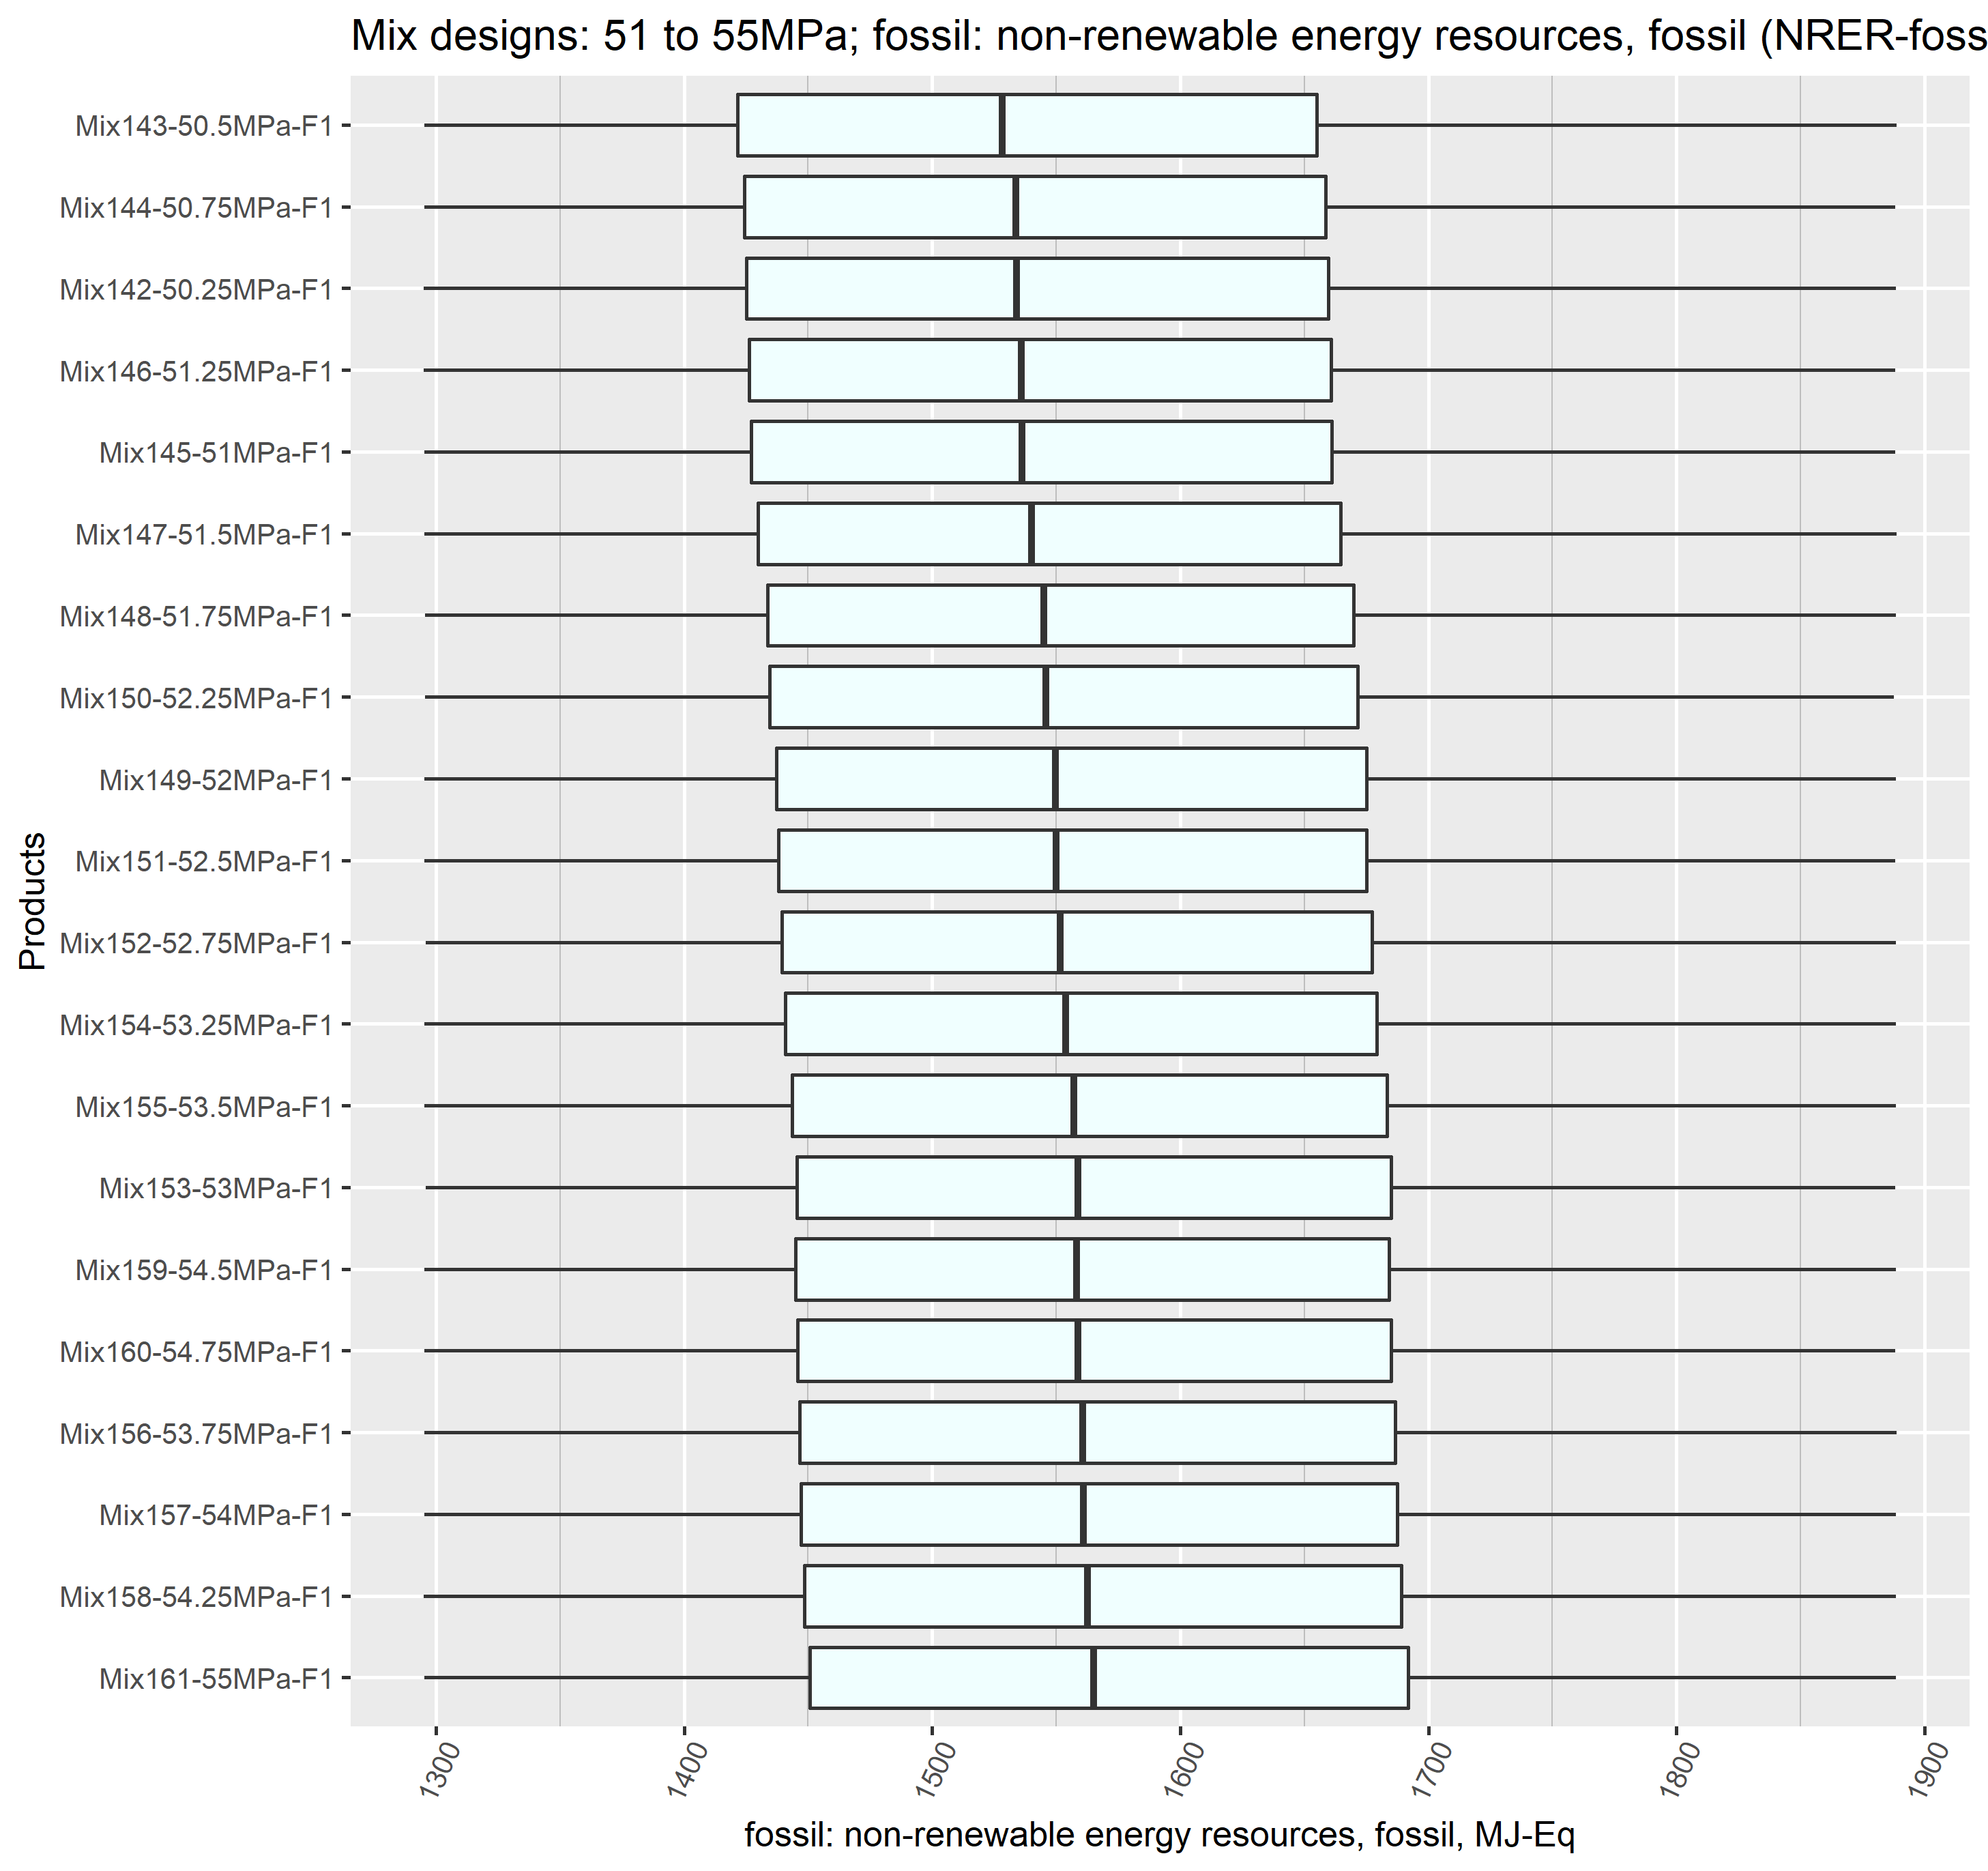 Mix designs: 51 to 55MPa; fossil: non-renewable energy resources, fossil (NRER-foss
Mix143-50.5MPa-F1
Mix144-50.75MPa-F1
Mix142-50.25MPa-F1
Mix146-51.25MPa-F1
Mix145-51MPa-F1
Mix147-51.5MPa-F1
Mix148-51.75MPa-F1
Mix150-52.25MPa-F1
Mix149-52MPa-F1
Mix151-52.5MPa-F1
Mix152-52.75MPa-F1
Mix154-53.25MPa-F1
Mix155-53.5MPa-F1
Mix153-53MPa-F1
Mix159-54.5MPa-F1
Mix160-54.75MPa-F1
Mix156-53.75MPa-F1
Mix157-54MPa-F1
Mix158-54.25MPa-F1
Mix161-55MPa-F1
Products
1300
1400
1500
1600
1700
1800
1900
fossil: non-renewable energy resources, fossil, MJ-Eq